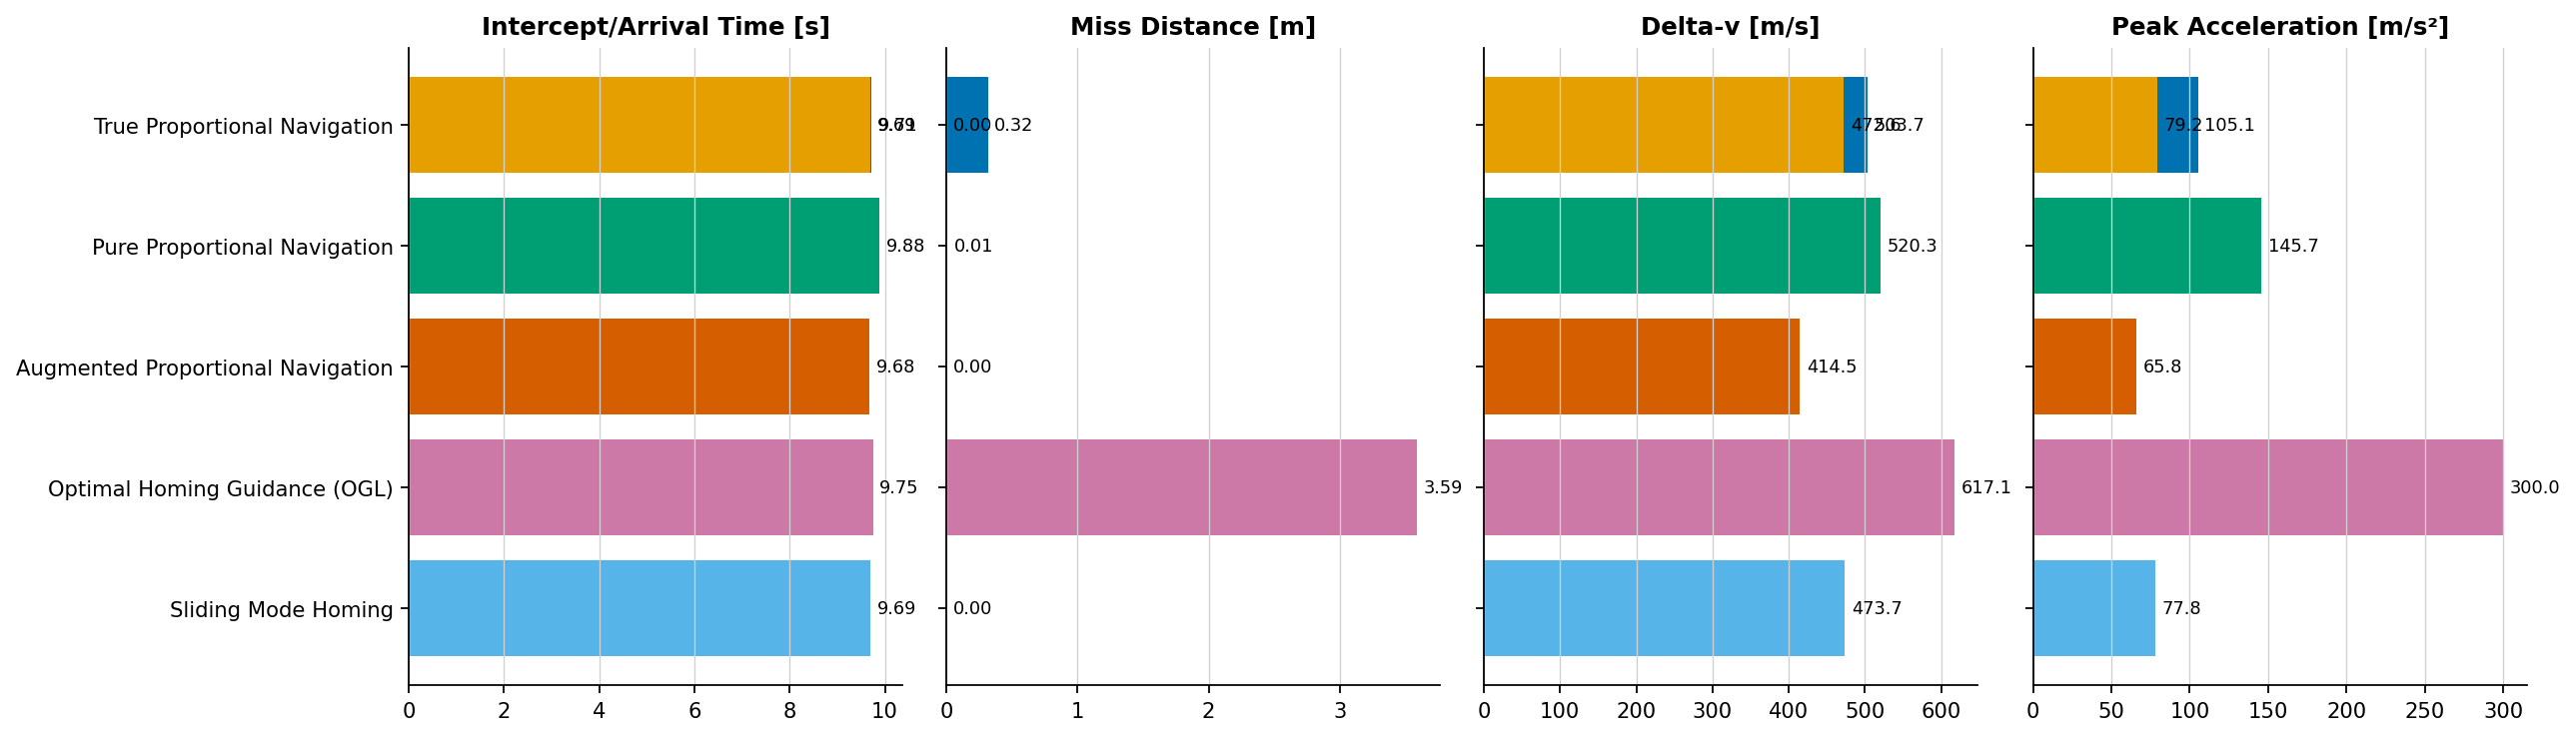 Intercept/Arrival Time [s]
Miss Distance [m]
Delta-v [m/s]
Peak Acceleration [m/s²]
True Proportional Navigation
0.00
0.32
503.7
79.2
105.1
Pure Proportional Navigation
9.88
0.01
520.3
145.7
Augmented Proportional Navigation
9.68
0.00
414.5
65.8
Optimal Homing Guidance (OGL)
9.75
3.59
617.1
300.0
Sliding Mode Homing
9.69
0.00
473.7
77.8
0 2 4 6 8 10
0 1 2 3
0 100 200 300 400 500 600
0 50 100 150 200 250 300